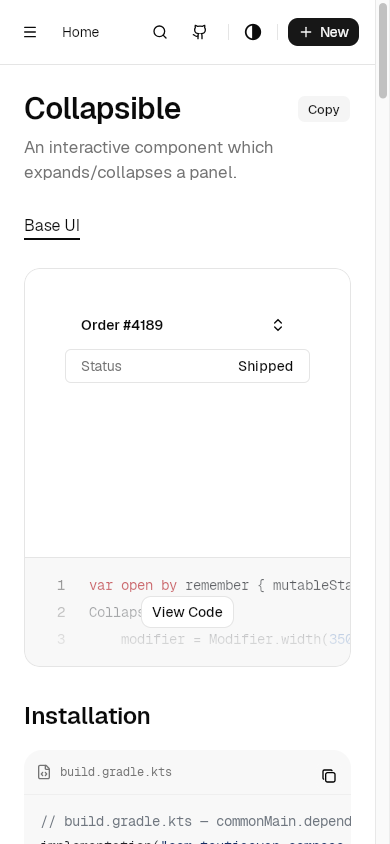 Home
New
Collapsible
Copy
An interactive component which
expands/collapses a panel.
Base UI
Order #4189
Status Shipped
1 var open by remember { mutableSta
2 Collaps
View Code
3 modifier = Modifier.width(350
Installation
build.gradle.kts
// build.gradle.kts — commonMain.depend